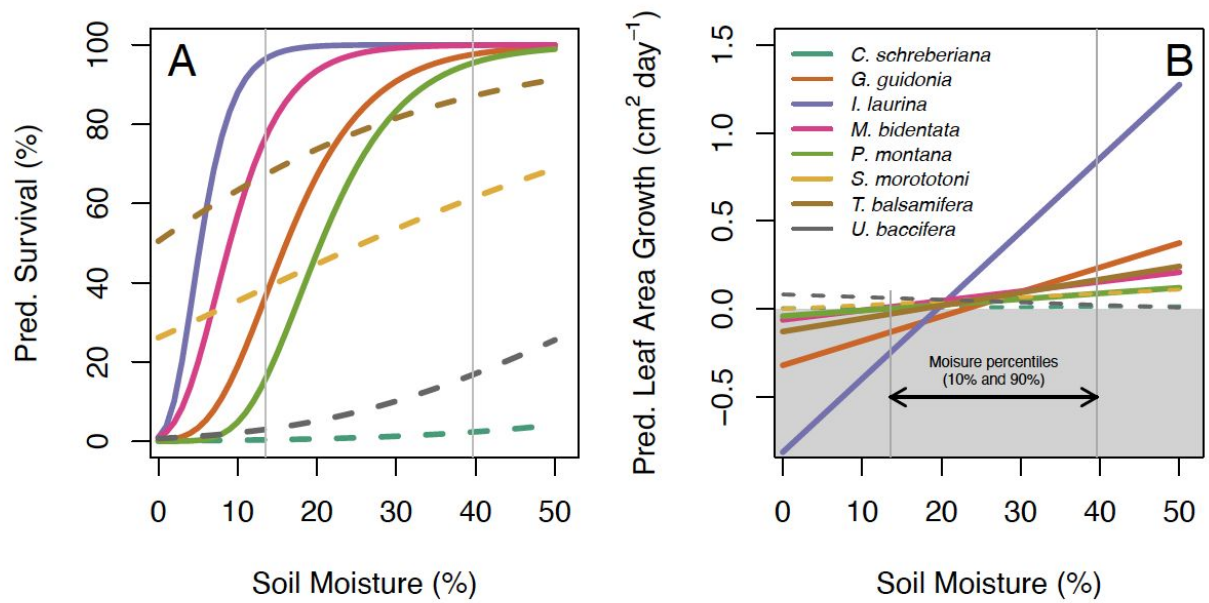 A
Pred. Survival (%)
100
80
60
40
20
0
0 10 20 30 40 50
Soil Moisture (%)
B
Pred. Leaf Area Growth (cm² day⁻¹)
1.5
1.0
0.5
0.0
−0.5
C. schreberiana
G. guidonia
I. laurina
M. bidentata
P. montana
S. morototoni
T. balsamifera
U. baccifera
Moisure percentiles
(10% and 90%)
0 10 20 30 40 50
Soil Moisture (%)